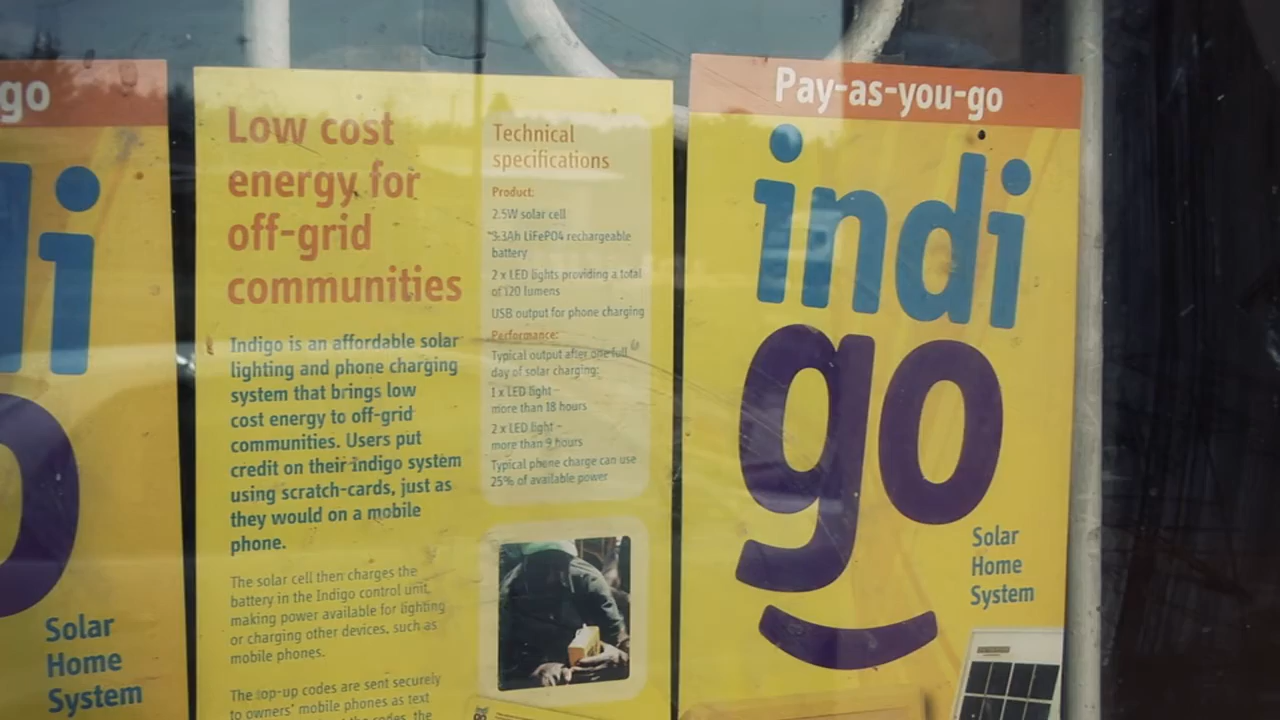 go
di
o
Solar
Home
System
Low cost
energy for
off-grid
communities
Indigo is an affordable solar
lighting and phone charging
system that brings low
cost energy to off-grid
communities. Users put
credit on their Indigo system
using scratch-cards, just as
they would on a mobile
phone.
The solar cell then charges the
battery in the Indigo control unit,
making power available for lighting
or charging other devices, such as
mobile phones.
The top-up codes are sent securely
to owners' mobile phones as text
codes, the
Technical
specifications
Product:
2.5W solar cell
3.3Ah LiFePO4 rechargeable
battery
2 x LED lights providing a total
of 120 lumens
USB output for phone charging
Performance:
Typical output after one full
day of solar charging:
1 x LED light –
more than 18 hours
2 x LED light –
more than 9 hours
Typical phone charge can use
25% of available power
Pay-as-you-go
indi
go
Solar
Home
System